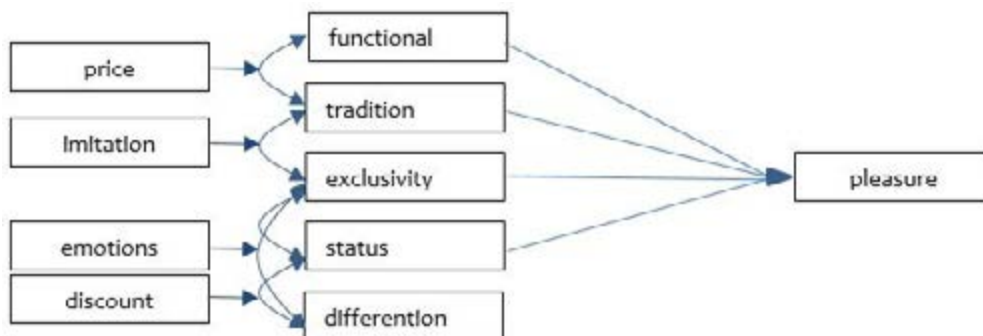 price
imitation
emotions
discount
functional
tradition
exclusivity
status
differention
pleasure